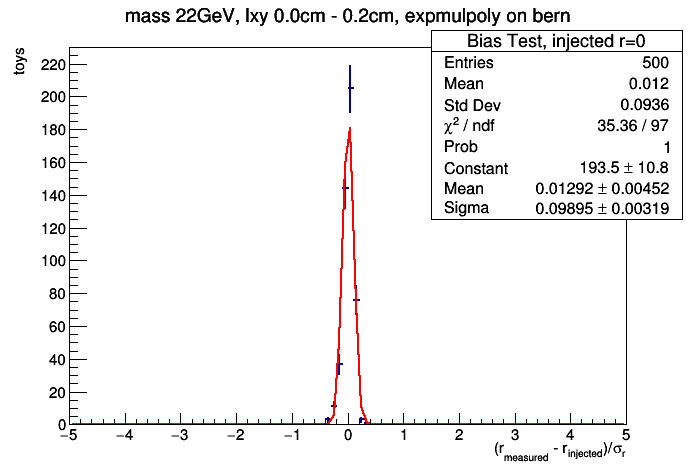 mass 22GeV, lxy 0.0cm - 0.2cm, expmulpoly on bern
Bias Test, injected r=0
Entries 500
Mean 0.012
Std Dev 0.0936
χ² / ndf 35.36 / 97
Prob 1
Constant 193.5 ± 10.8
Mean 0.01292 ± 0.00452
Sigma 0.09895 ± 0.00319
toys
220
200
180
160
140
120
100
80
60
40
20
0
−5 −4 −3 −2 −1 0 1 2 3 4 5
(r_measured - r_injected)/σ_r